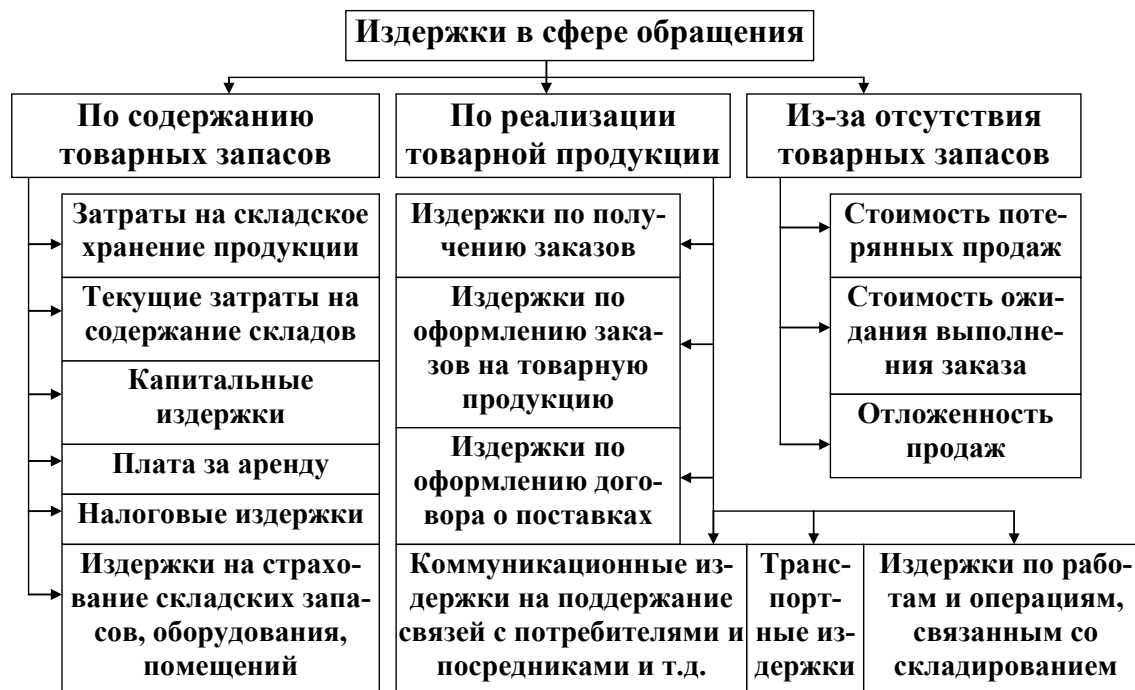 Издержки в сфере обращения
По содержанию
товарных запасов
Затраты на складское
хранение продукции
Текущие затраты на
содержание складов
Капитальные
издержки
Плата за аренду
Налоговые издержки
Издержки на страхо-
вание складских запа-
сов, оборудования,
помещений
По реализации
товарной продукции
Издержки по полу-
чению заказов
Издержки по
оформлению зака-
зов на товарную
продукцию
Издержки по
оформлению дого-
вора о поставках
Коммуникационные из-
держки на поддержание
связей с потребителями и
посредниками и т.д.
Транс-
порт-
ные из-
держки
Издержки по рабо-
там и операциям,
связанным со
складированием
Из-за отсутствия
товарных запасов
Стоимость поте-
рянных продаж
Стоимость ожи-
дания выполне-
ния заказа
Отложенность
продаж